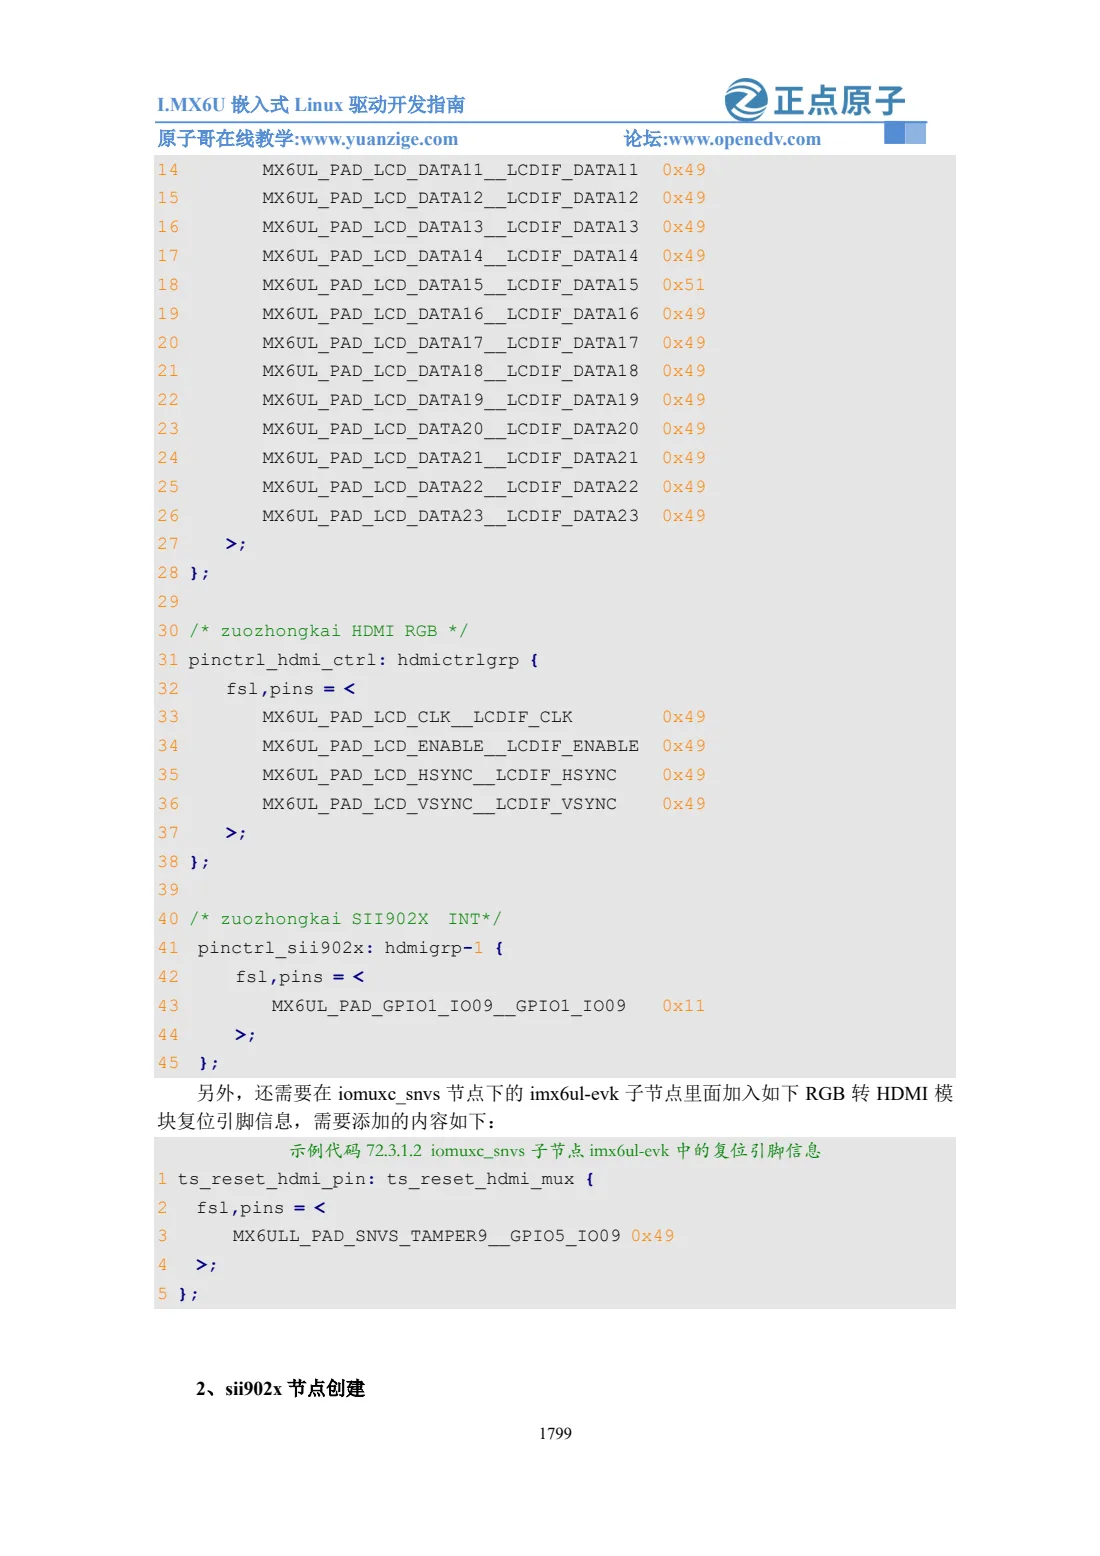 I.MX6U 嵌入式 Linux 驱动开发指南
正点原子
原子哥在线教学:www.yuanzige.com 论坛:www.openedv.com
14 MX6UL_PAD_LCD_DATA11__LCDIF_DATA11 0x49
15 MX6UL_PAD_LCD_DATA12__LCDIF_DATA12 0x49
16 MX6UL_PAD_LCD_DATA13__LCDIF_DATA13 0x49
17 MX6UL_PAD_LCD_DATA14__LCDIF_DATA14 0x49
18 MX6UL_PAD_LCD_DATA15__LCDIF_DATA15 0x51
19 MX6UL_PAD_LCD_DATA16__LCDIF_DATA16 0x49
20 MX6UL_PAD_LCD_DATA17__LCDIF_DATA17 0x49
21 MX6UL_PAD_LCD_DATA18__LCDIF_DATA18 0x49
22 MX6UL_PAD_LCD_DATA19__LCDIF_DATA19 0x49
23 MX6UL_PAD_LCD_DATA20__LCDIF_DATA20 0x49
24 MX6UL_PAD_LCD_DATA21__LCDIF_DATA21 0x49
25 MX6UL_PAD_LCD_DATA22__LCDIF_DATA22 0x49
26 MX6UL_PAD_LCD_DATA23__LCDIF_DATA23 0x49
27 >;
28 };
29
30 /* zuozhongkai HDMI RGB */
31 pinctrl_hdmi_ctrl: hdmictrlgrp {
32 fsl,pins = <
33 MX6UL_PAD_LCD_CLK__LCDIF_CLK 0x49
34 MX6UL_PAD_LCD_ENABLE__LCDIF_ENABLE 0x49
35 MX6UL_PAD_LCD_HSYNC__LCDIF_HSYNC 0x49
36 MX6UL_PAD_LCD_VSYNC__LCDIF_VSYNC 0x49
37 >;
38 };
39
40 /* zuozhongkai SII902X INT*/
41 pinctrl_sii902x: hdmigrp-1 {
42 fsl,pins = <
43 MX6UL_PAD_GPIO1_IO09__GPIO1_IO09 0x11
44 >;
45 };
另外，还需要在 iomuxc_snvs 节点下的 imx6ul-evk 子节点里面加入如下 RGB 转 HDMI 模
块复位引脚信息，需要添加的内容如下：
示例代码 72.3.1.2 iomuxc_snvs 子节点 imx6ul-evk 中的复位引脚信息
1 ts_reset_hdmi_pin: ts_reset_hdmi_mux {
2 fsl,pins = <
3 MX6ULL_PAD_SNVS_TAMPER9__GPIO5_IO09 0x49
4 >;
5 };
2、sii902x 节点创建
1799